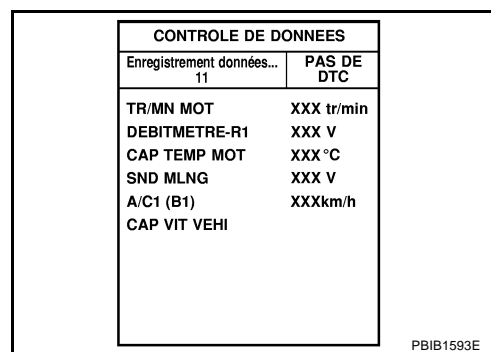 CONTROLE DE DONNEES
Enregistrement données... PAS DE
11 DTC
TR/MN MOT XXX tr/min
DEBITMETRE-R1 XXX V
CAP TEMP MOT XXX °C
SND MLNG XXX V
A/C1 (B1) XXXkm/h
CAP VIT VEHI
PBIB1593E